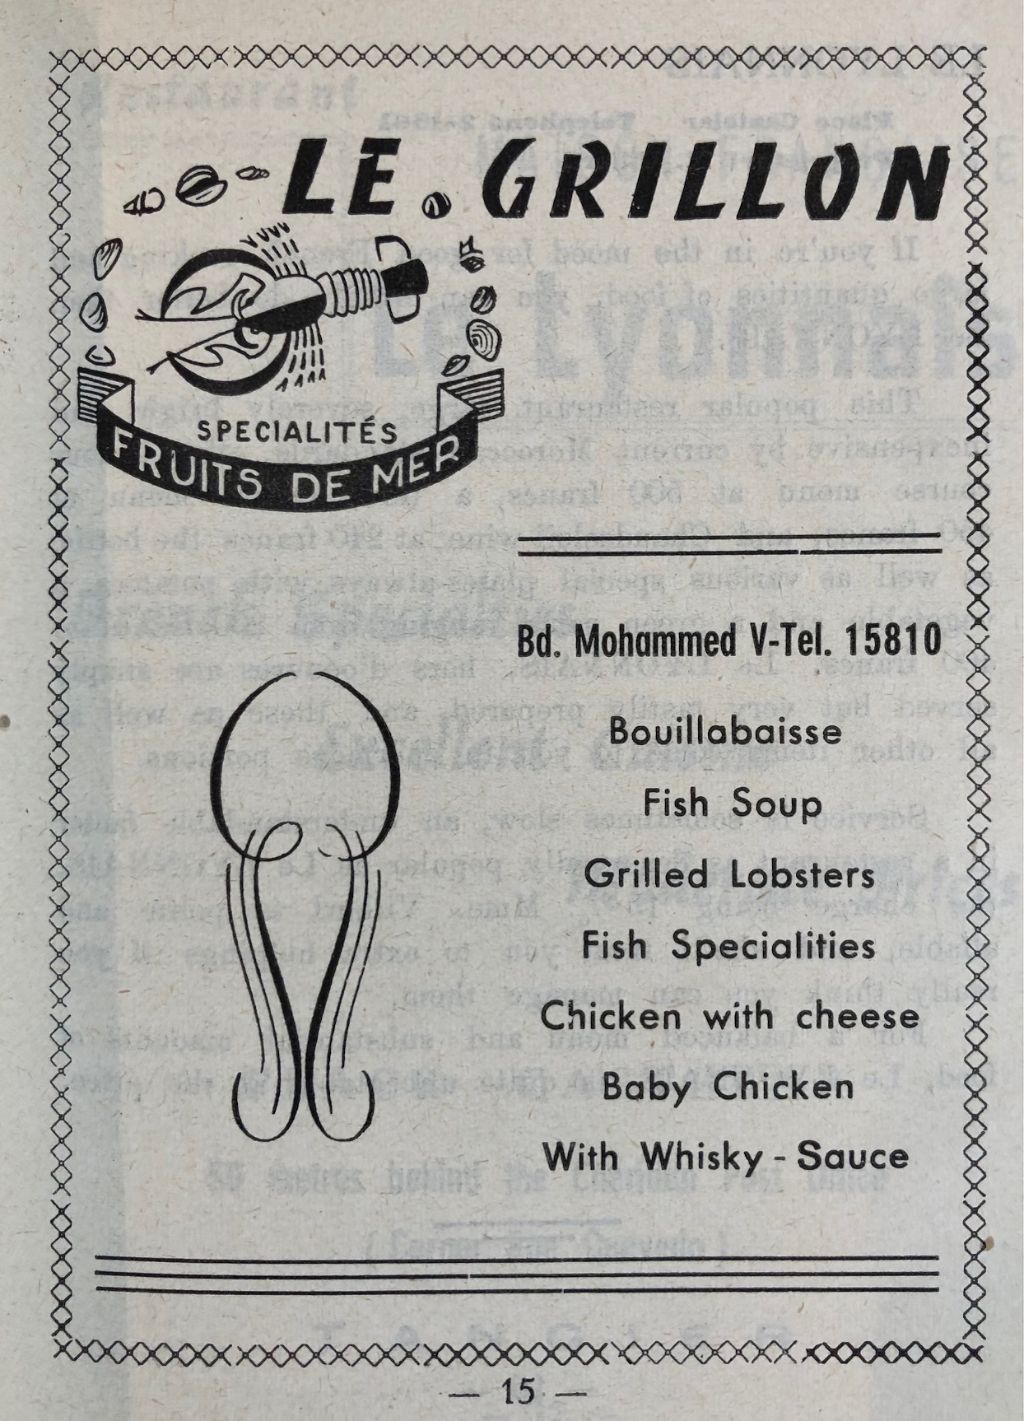 LE GRILLON
SPECIALITÉS
FRUITS DE MER
Bd. Mohammed V-Tel. 15810
Bouillabaisse
Fish Soup
Grilled Lobsters
Fish Specialities
Chicken with cheese
Baby Chicken
With Whisky - Sauce
— 15 —